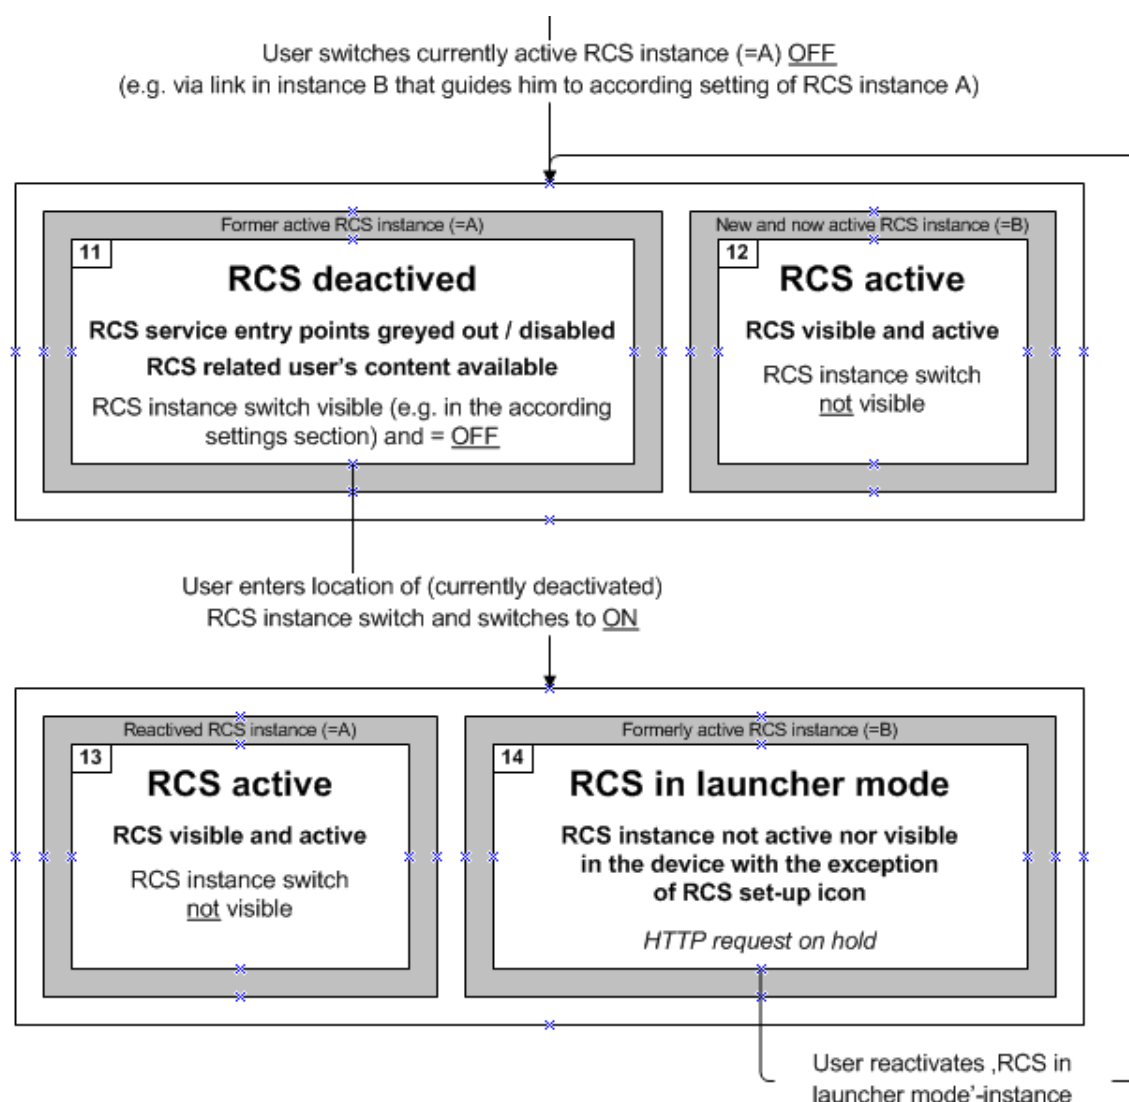 User switches currently active RCS instance (=A) OFF
(e.g. via link in instance B that guides him to according setting of RCS instance A)
Former active RCS instance (=A)
11
RCS deactived
RCS service entry points greyed out / disabled
RCS related user's content available
RCS instance switch visible (e.g. in the according
settings section) and = OFF
New and now active RCS instance (=B)
12
RCS active
RCS visible and active
RCS instance switch
not visible
User enters location of (currently deactivated)
RCS instance switch and switches to ON
Reactived RCS instance (=A)
13
RCS active
RCS visible and active
RCS instance switch
not visible
Formerly active RCS instance (=B)
14
RCS in launcher mode
RCS instance not active nor visible
in the device with the exception
of RCS set-up icon
HTTP request on hold
User reactivates ‚RCS in
launcher mode'-instance